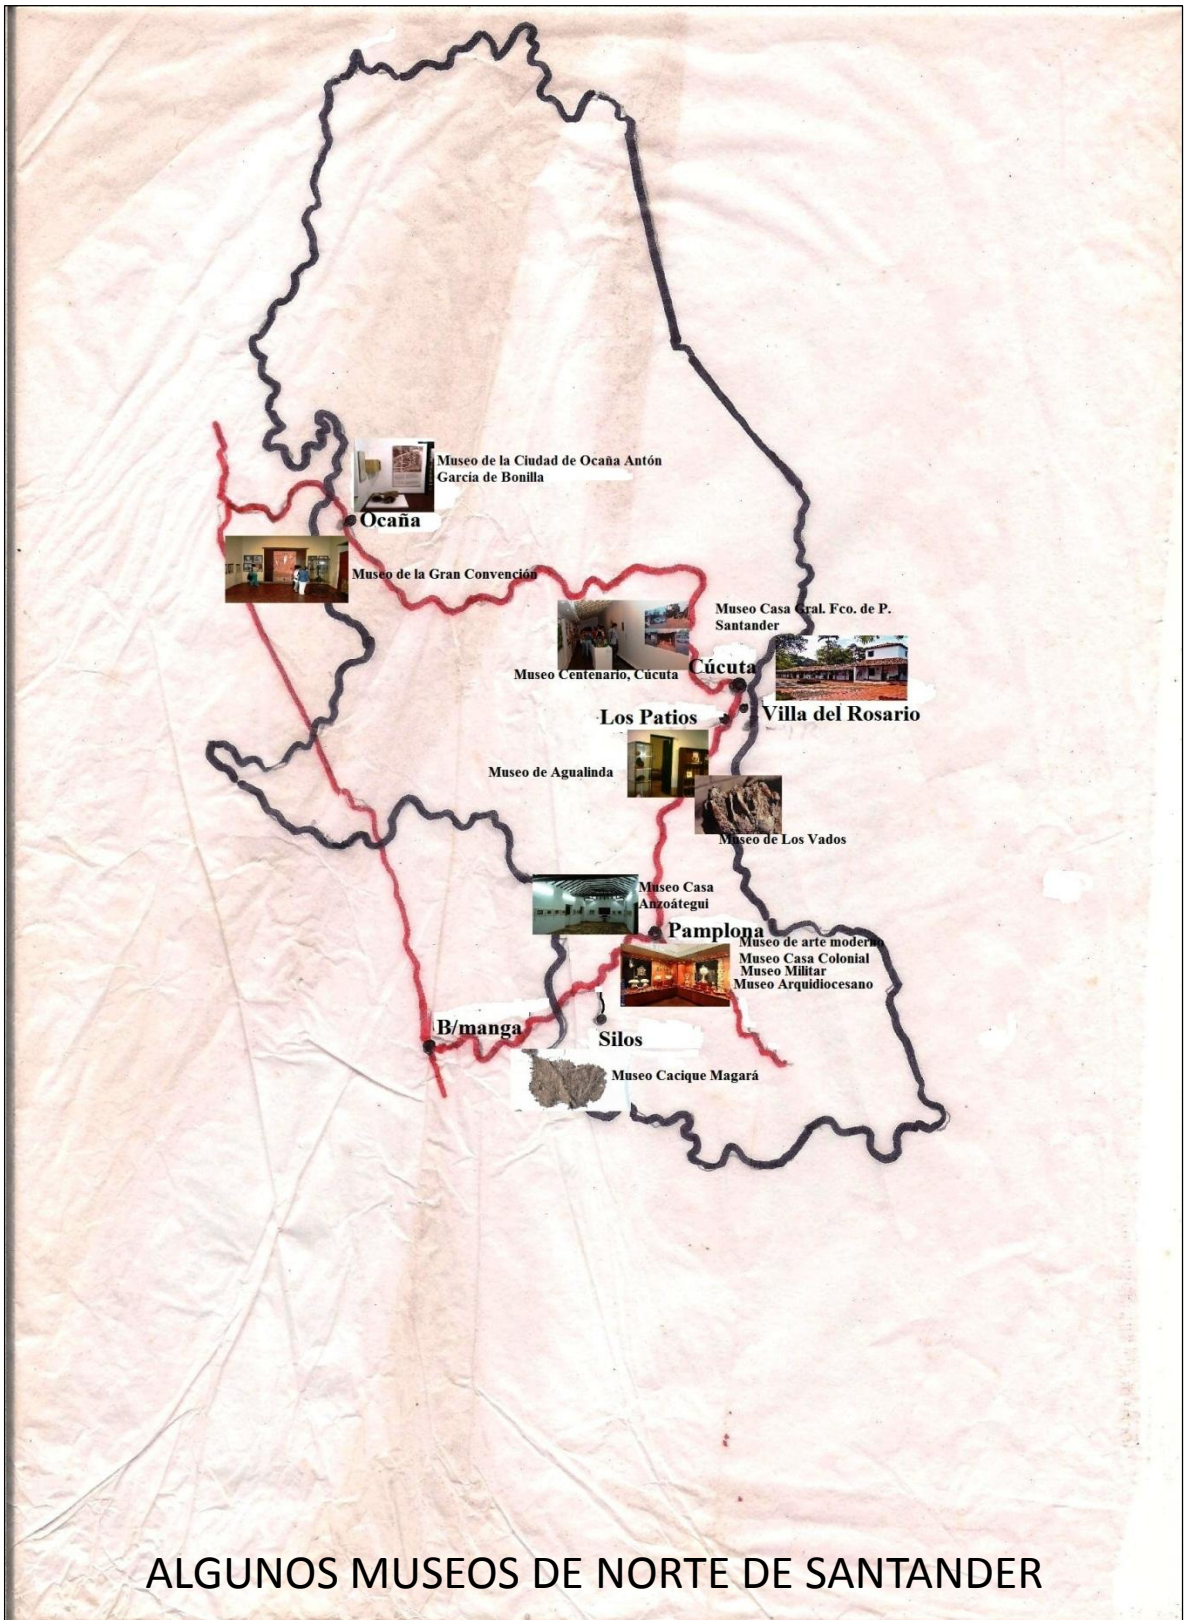 Museo de la Ciudad de Ocaña Antón
García de Bonilla
Ocaña
Museo de la Gran Convención
Museo Casa Gral. Fco. de P.
Santander
Museo Centenario, Cúcuta
Cúcuta
Los Patios
Villa del Rosario
Museo de Agualinda
Museo de Los Vados
Museo Casa
Anzoátegui
Pamplona
Museo de arte moderno
Museo Casa Colonial
Museo Militar
Museo Arquidiocesano
B/manga
Silos
Museo Cacique Magará
ALGUNOS MUSEOS DE NORTE DE SANTANDER